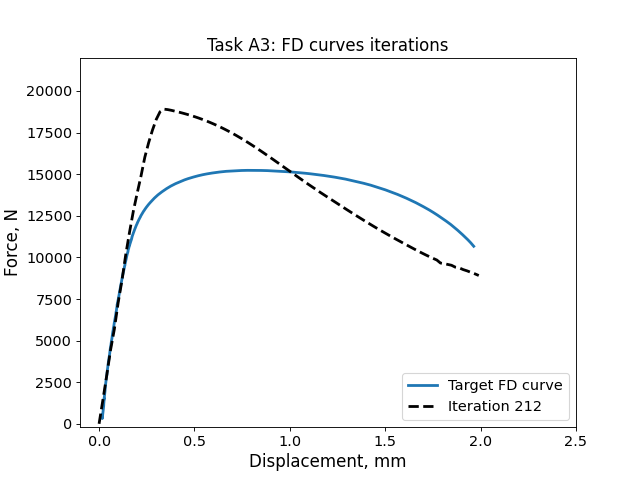 Task A3: FD curves iterations
Force, N
20000
17500
15000
12500
10000
7500
5000
2500
0
0.0 0.5 1.0 1.5 2.0 2.5
Displacement, mm
Target FD curve
Iteration 212